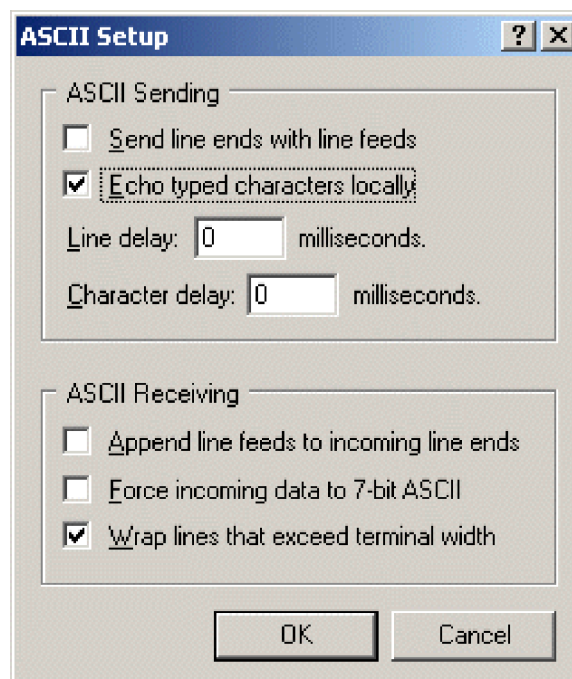 ASCII Setup ? X
ASCII Sending
Send line ends with line feeds
Echo typed characters locally
Line delay: 0 milliseconds.
Character delay: 0 milliseconds.
ASCII Receiving
Append line feeds to incoming line ends
Force incoming data to 7-bit ASCII
Wrap lines that exceed terminal width
OK Cancel